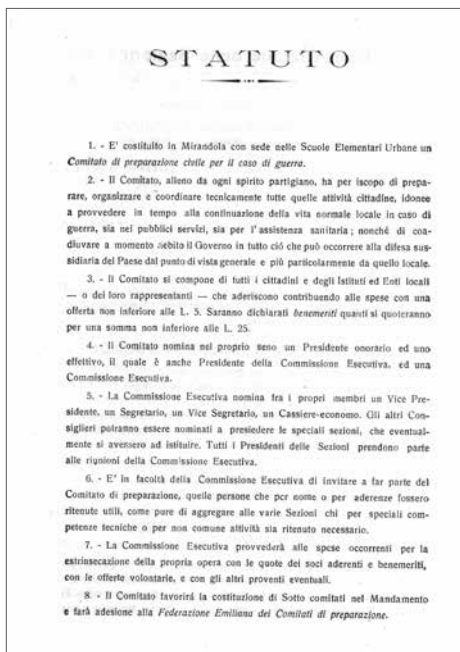 STATUTO
1. - E' costituito in Mirandola con sede nelle Scuole Elementari Urbane un
Comitato di preparazione civile per il caso di guerra.
2. - Il Comitato, alieno da ogni spirito partigiano, ha per iscopo di prepa-
rare, organizzare e coordinare tecnicamente tutte quelle attività cittadine, idonee
a provvedere in tempo alla continuazione della vita normale locale in caso di
guerra, sia nei pubblici servizi, sia per l'assistenza sanitaria; nonché di coa-
diuvare a momento debito il Governo in tutto ciò che può occorrere alla difesa sus-
sidiaria del Paese dal punto di vista generale e più particolarmente da quello locale.
3. - Il Comitato si compone di tutti i cittadini e degli Istituti ed Enti locali
— o dei loro rappresentanti — che aderiscono contribuendo alle spese con una
offerta non inferiore alle L. 5. Saranno dichiarati benemeriti quanti si quoteranno
per una somma non inferiore alle L. 25.
4. - Il Comitato nomina nel proprio seno un Presidente onorario ed uno
effettivo, il quale è anche Presidente della Commissione Esecutiva, ed una
Commissione Esecutiva.
5. - La Commissione Esecutiva nomina fra i propri membri un Vice Pre-
sidente, un Segretario, un Vice Segretario, un Cassiere-economo. Gli altri Con-
siglieri potranno essere nominati a presiedere le speciali sezioni, che eventual-
mente si avessero ad istituire. Tutti i Presidenti delle Sezioni prendono parte
alle riunioni della Commissione Esecutiva.
6. - E' in facoltà della Commissione Esecutiva di invitare a far parte del
Comitato di preparazione, quelle persone che per nome o per aderenze fossero
ritenute utili, come pure di aggregare alle varie Sezioni chi per speciali com-
petenze tecniche o per non comune attività sia ritenuto necessario.
7. - La Commissione Esecutiva provvederà alle spese occorrenti per la
estrinsecazione della propria opera con le quote dei soci aderenti e benemeriti,
con le offerte volontarie, e con gli altri proventi eventuali.
8. - Il Comitato favorirà la costituzione di Sotto comitati nel Mandamento
e farà adesione alla Federazione Emiliana dei Comitati di preparazione.